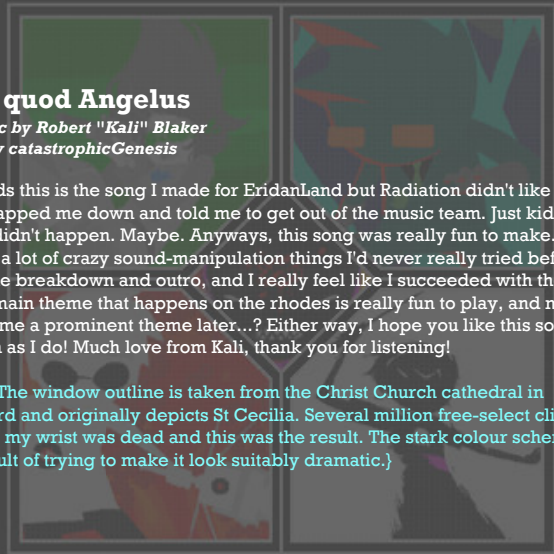 quod Angelus
c by Robert "Kali" Blaker
y catastrophicGenesis
ds this is the song I made for EridanLand but Radiation didn't like
apped me down and told me to get out of the music team. Just kid
didn't happen. Maybe. Anyways, this song was really fun to make.
a lot of crazy sound-manipulation things I'd never really tried bef
e breakdown and outro, and I really feel like I succeeded with th
main theme that happens on the rhodes is really fun to play, and m
me a prominent theme later...? Either way, I hope you like this so
as I do! Much love from Kali, thank you for listening!
The window outline is taken from the Christ Church cathedral in
rd and originally depicts St Cecilia. Several million free-select cli
my wrist was dead and this was the result. The stark colour schem
ult of trying to make it look suitably dramatic.}